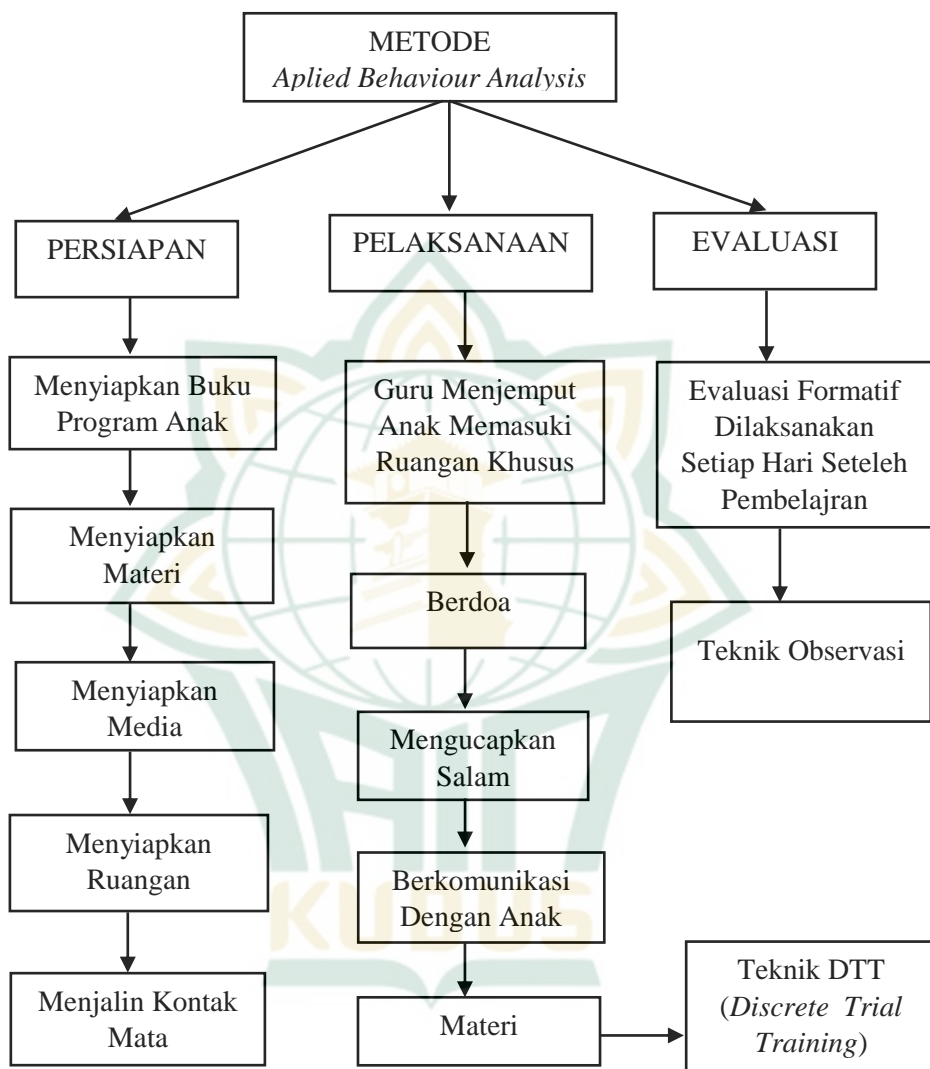 METODE
Aplied Behaviour Analysis
PERSIAPAN
PELAKSANAAN
EVALUASI
Menyiapkan Buku
Program Anak
Guru Menjemput
Anak Memasuki
Ruangan Khusus
Evaluasi Formatif
Dilaksanakan
Setiap Hari Seteleh
Pembelajran
Menyiapkan
Materi
Berdoa
Teknik Observasi
Menyiapkan
Media
Mengucapkan
Salam
Menyiapkan
Ruangan
Berkomunikasi
Dengan Anak
Menjalin Kontak
Mata
Materi
Teknik DTT
(Discrete Trial
Training)
IAIN
KUDUS